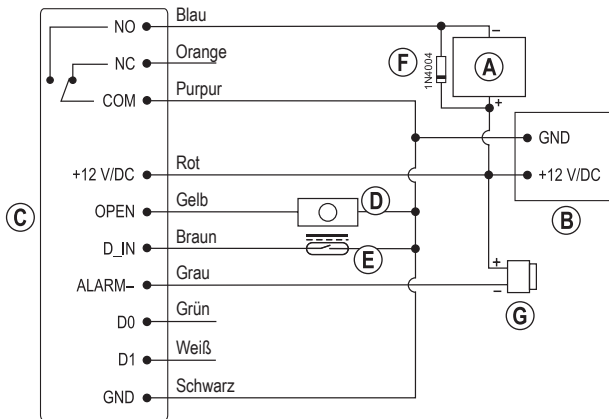 NO Blau
NC Orange
COM Purpur
+12 V/DC Rot
OPEN Gelb
D_IN Braun
ALARM– Grau
D0 Grün
D1 Weiß
GND Schwarz
C
F
1N4004
–
A
+
GND
+12 V/DC
B
D
E
+
–
G